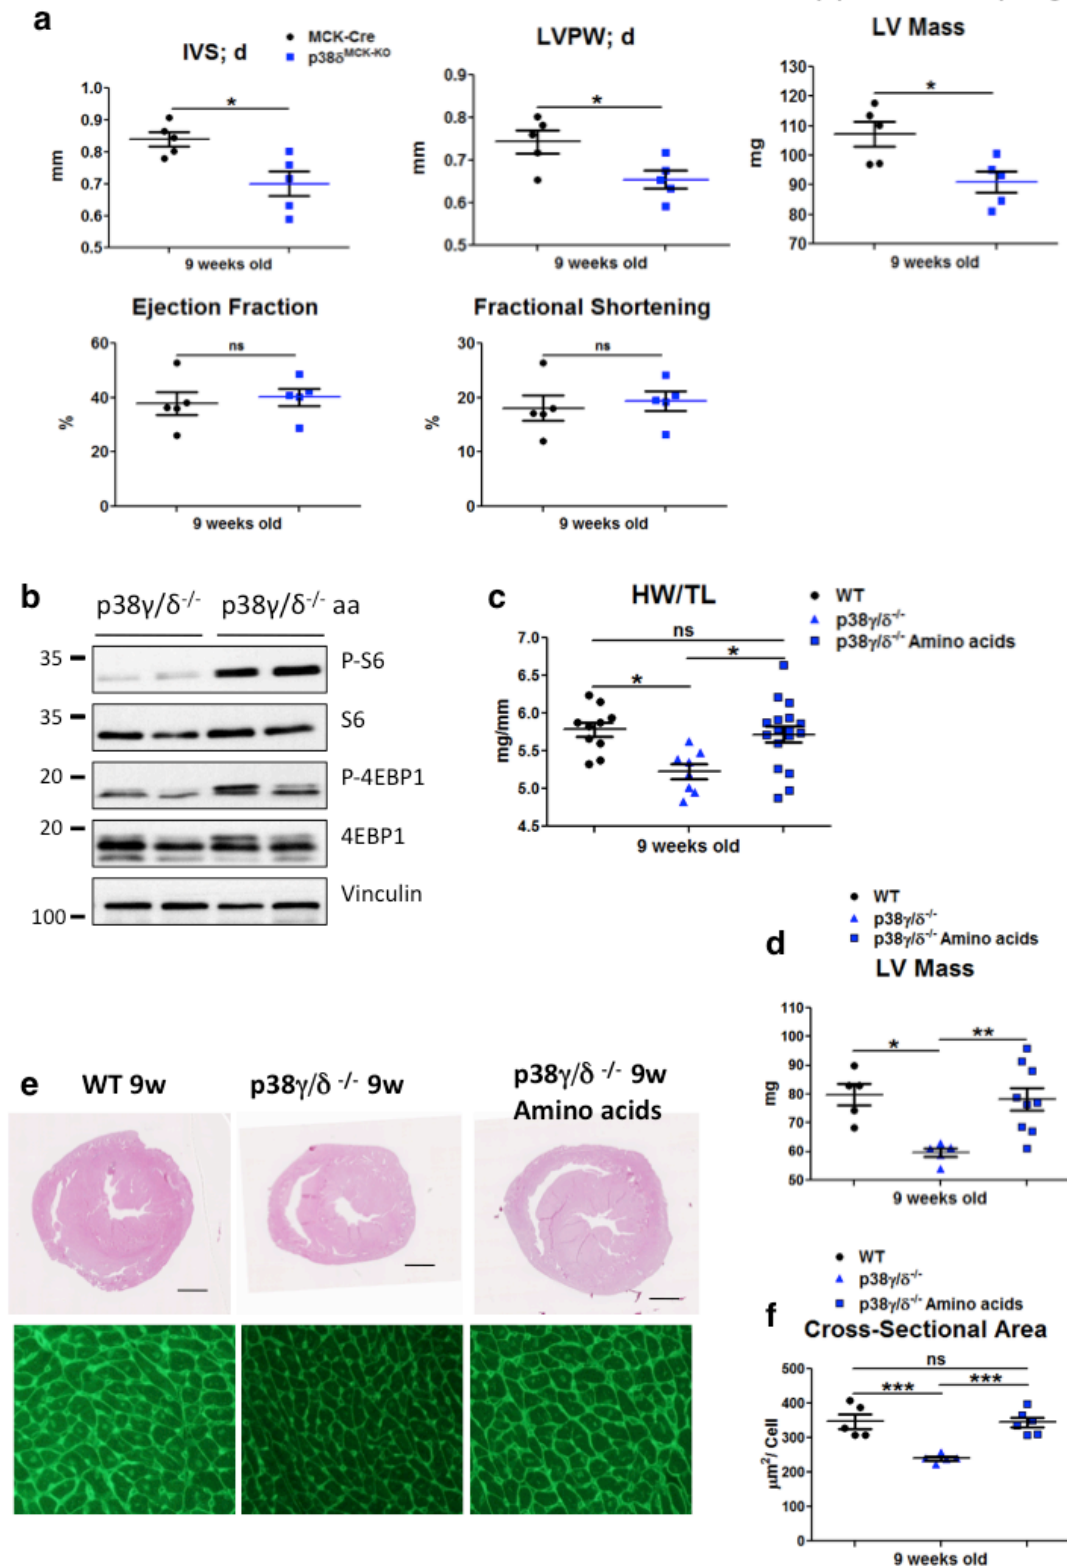 a
IVS; d
MCK-Cre
p38δMCK-KO
LVPW; d
LV Mass
1.0
0.9
0.8
0.7
0.6
0.5
mm
*
9 weeks old
0.9
0.8
0.7
0.6
0.5
mm
*
9 weeks old
130
120
110
100
90
80
70
mg
*
9 weeks old
Ejection Fraction
60
40
20
0
%
ns
9 weeks old
Fractional Shortening
30
20
10
0
%
ns
9 weeks old
b
p38γ/δ-/- p38γ/δ-/- aa
35 P-S6
35 S6
20 P-4EBP1
20 4EBP1
100 Vinculin
c
HW/TL
WT
p38γ/δ-/-
p38γ/δ-/- Amino acids
7.0
6.5
6.0
5.5
5.0
4.5
mg/mm
ns
*
*
9 weeks old
d
WT
p38γ/δ-/-
p38γ/δ-/- Amino acids
LV Mass
110
100
90
80
70
60
50
mg
*
**
9 weeks old
e
WT 9w
p38γ/δ -/- 9w
p38γ/δ -/- 9w
Amino acids
f
WT
p38γ/δ-/-
p38γ/δ-/- Amino acids
Cross-Sectional Area
500
400
300
200
100
0
μm2/ Cell
ns
***
***
9 weeks old